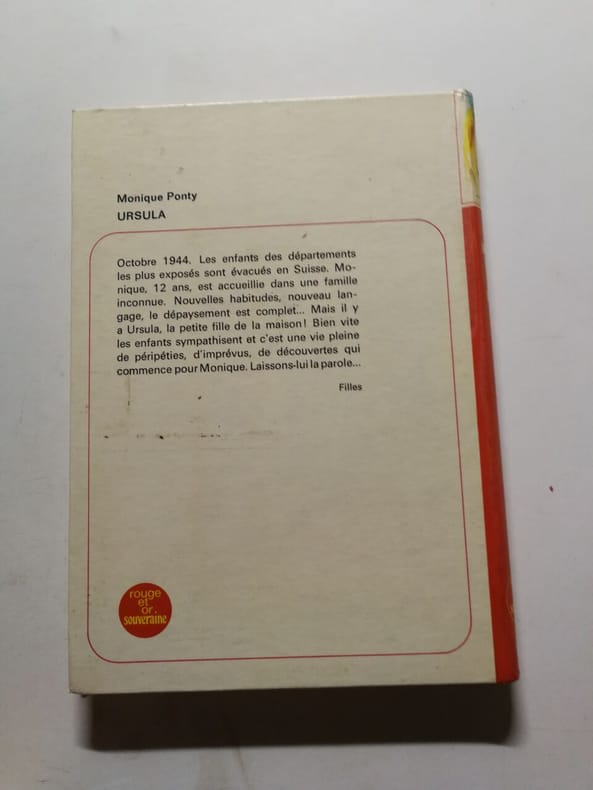 Monique Ponty
URSULA
Octobre 1944. Les enfants des départements
les plus exposés sont évacués en Suisse. Mo-
nique, 12 ans, est accueillie dans une famille
inconnue. Nouvelles habitudes, nouveau lan-
gage, le dépaysement est complet... Mais il y
a Ursula, la petite fille de la maison! Bien vite
les enfants sympathisent et c'est une vie pleine
de péripéties, d'imprévus, de découvertes qui
commence pour Monique. Laissons-lui la parole...
Filles
rouge
et
or.
souveraine